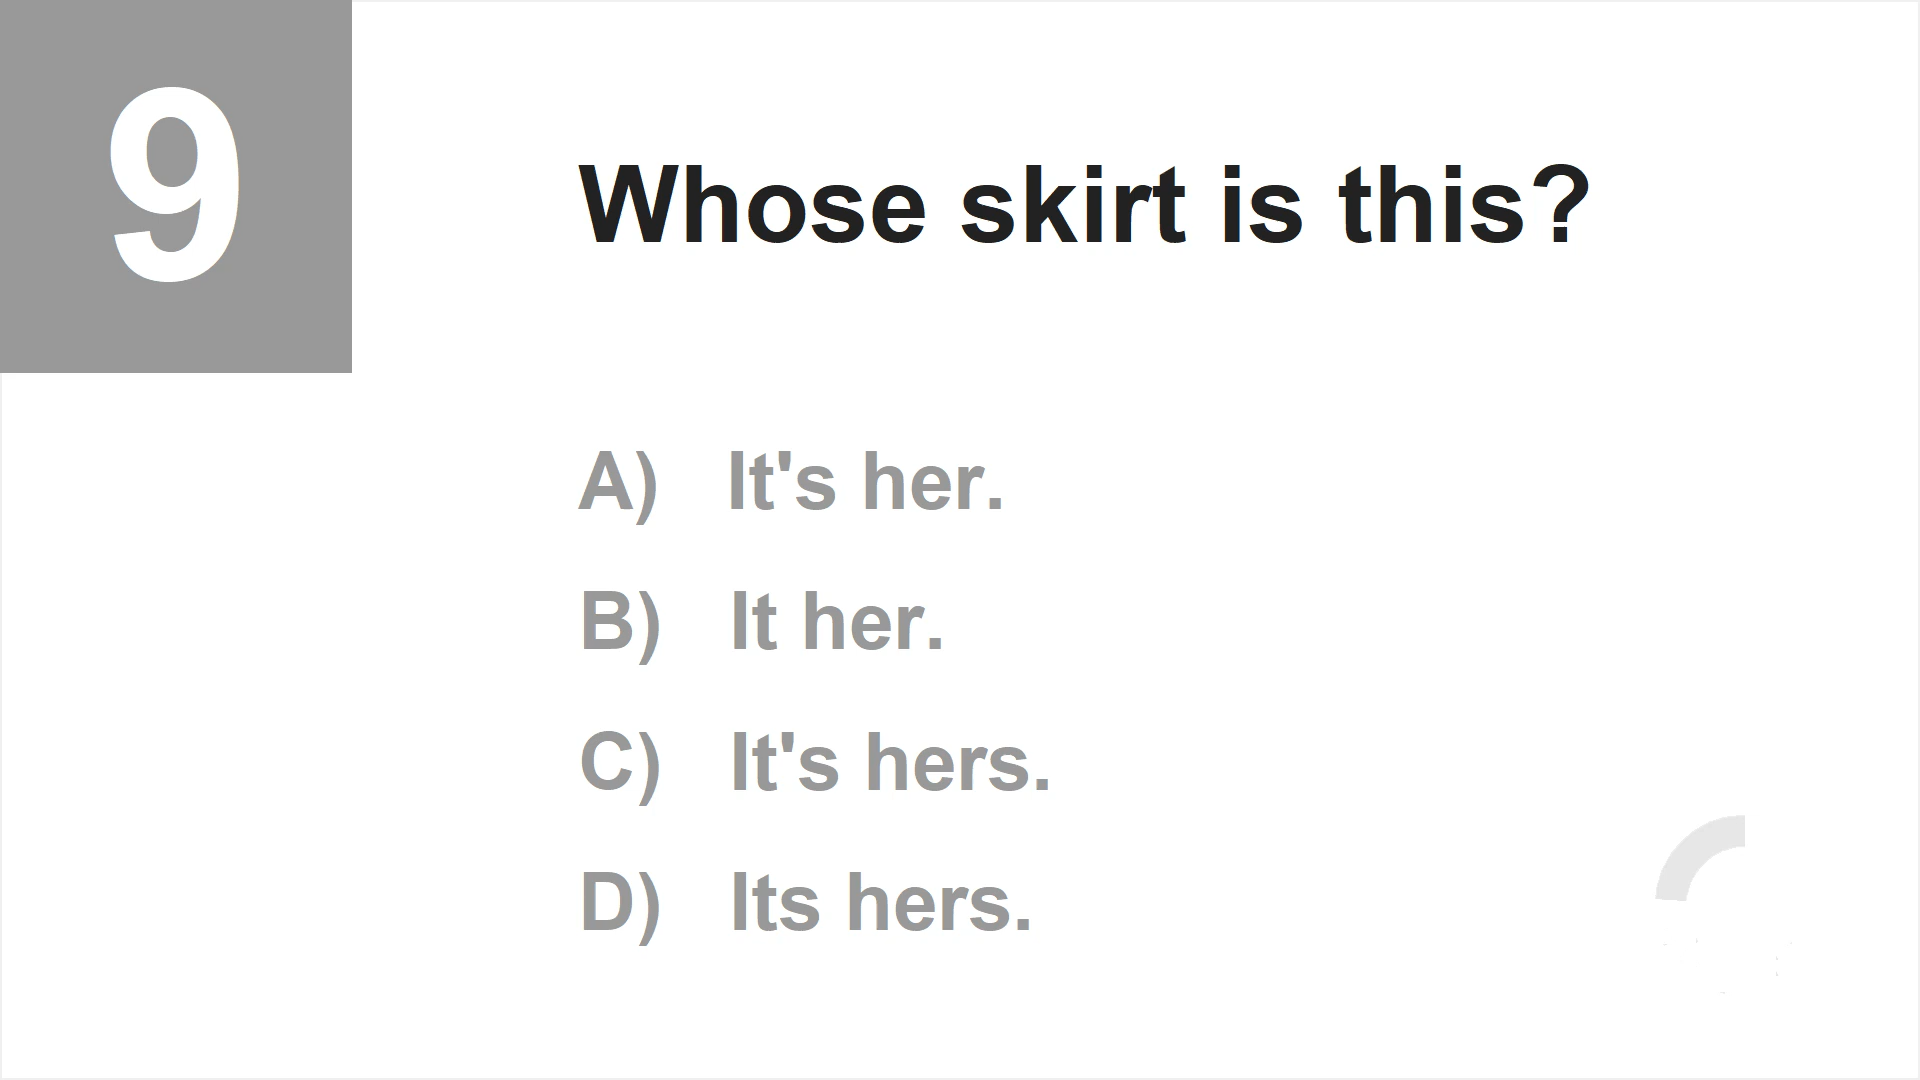 9
Whose skirt is this?
A) It's her.
B) It her.
C) It's hers.
D) Its hers.